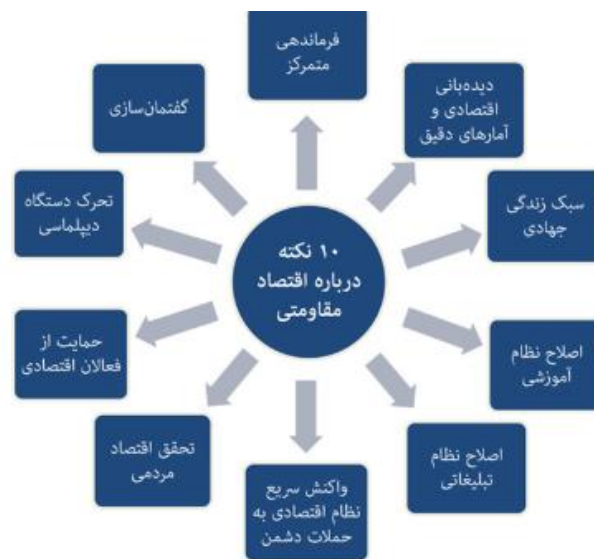 فرماندهی
متمرکز
دیده‌بانی
اقتصادی و
آمارهای دقیق
گفتمان‌سازی
سبک زندگی
جهادی
تحرک دستگاه
دیپلماسی
۱۰ نکته
درباره اقتصاد
مقاومتی
اصلاح نظام
آموزشی
حمایت از
فعالان اقتصادی
اصلاح نظام
تبلیغاتی
تحقق اقتصاد
مردمی
واکنش سریع
نظام اقتصادی به
حملات دشمن